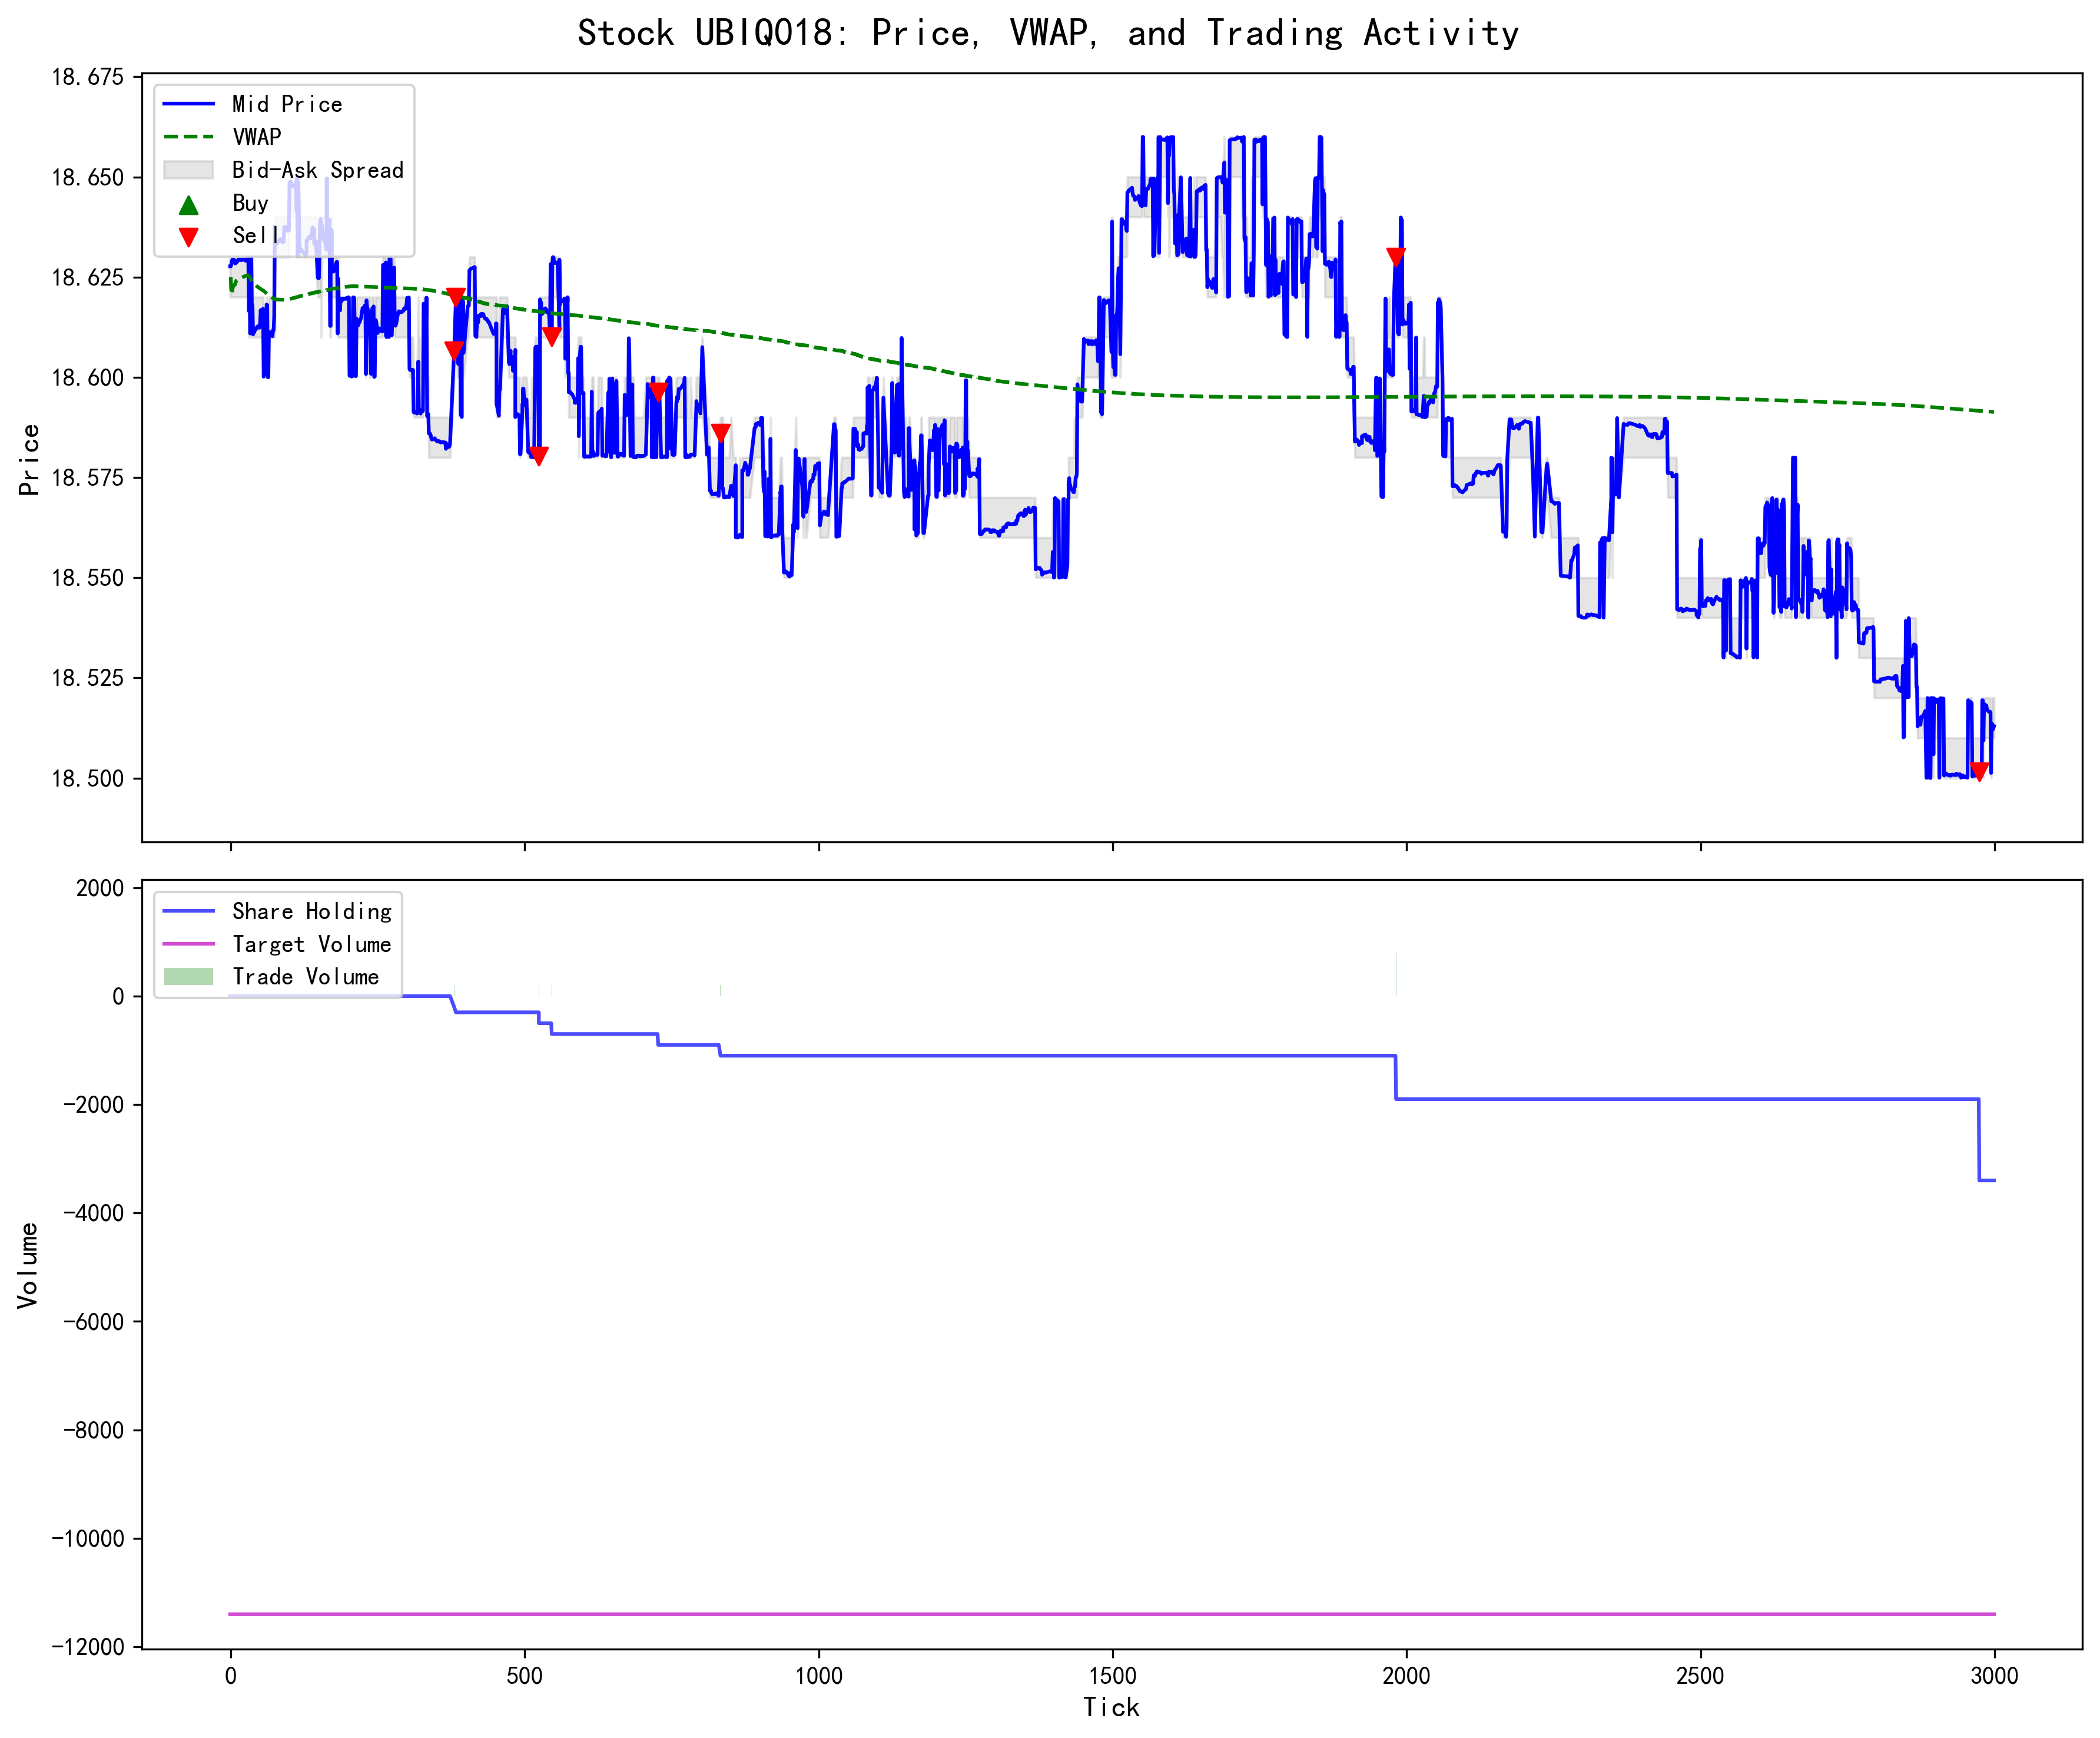 Stock UBIQ018: Price, VWAP, and Trading Activity
18.675
18.650
18.625
18.600
18.575
18.550
18.525
18.500
Price
Mid Price
VWAP
Bid-Ask Spread
Buy
Sell
2000
0
−2000
−4000
−6000
−8000
−10000
−12000
Volume
Share Holding
Target Volume
Trade Volume
0
500
1000
1500
2000
2500
3000
Tick